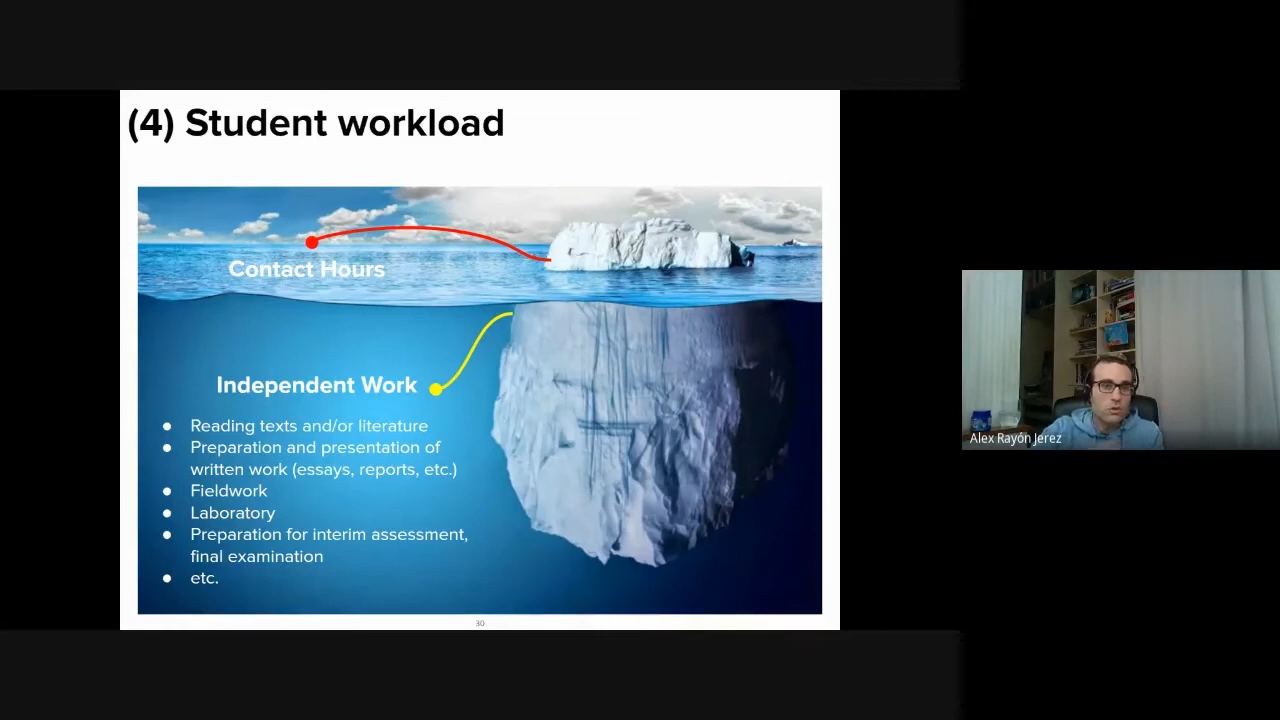 (4) Student workload
Contact Hours
Independent Work
● Reading texts and/or literature
● Preparation and presentation of
written work (essays, reports, etc.)
● Fieldwork
● Laboratory
● Preparation for interim assessment,
final examination
● etc.
30
Alex Rayón Jerez